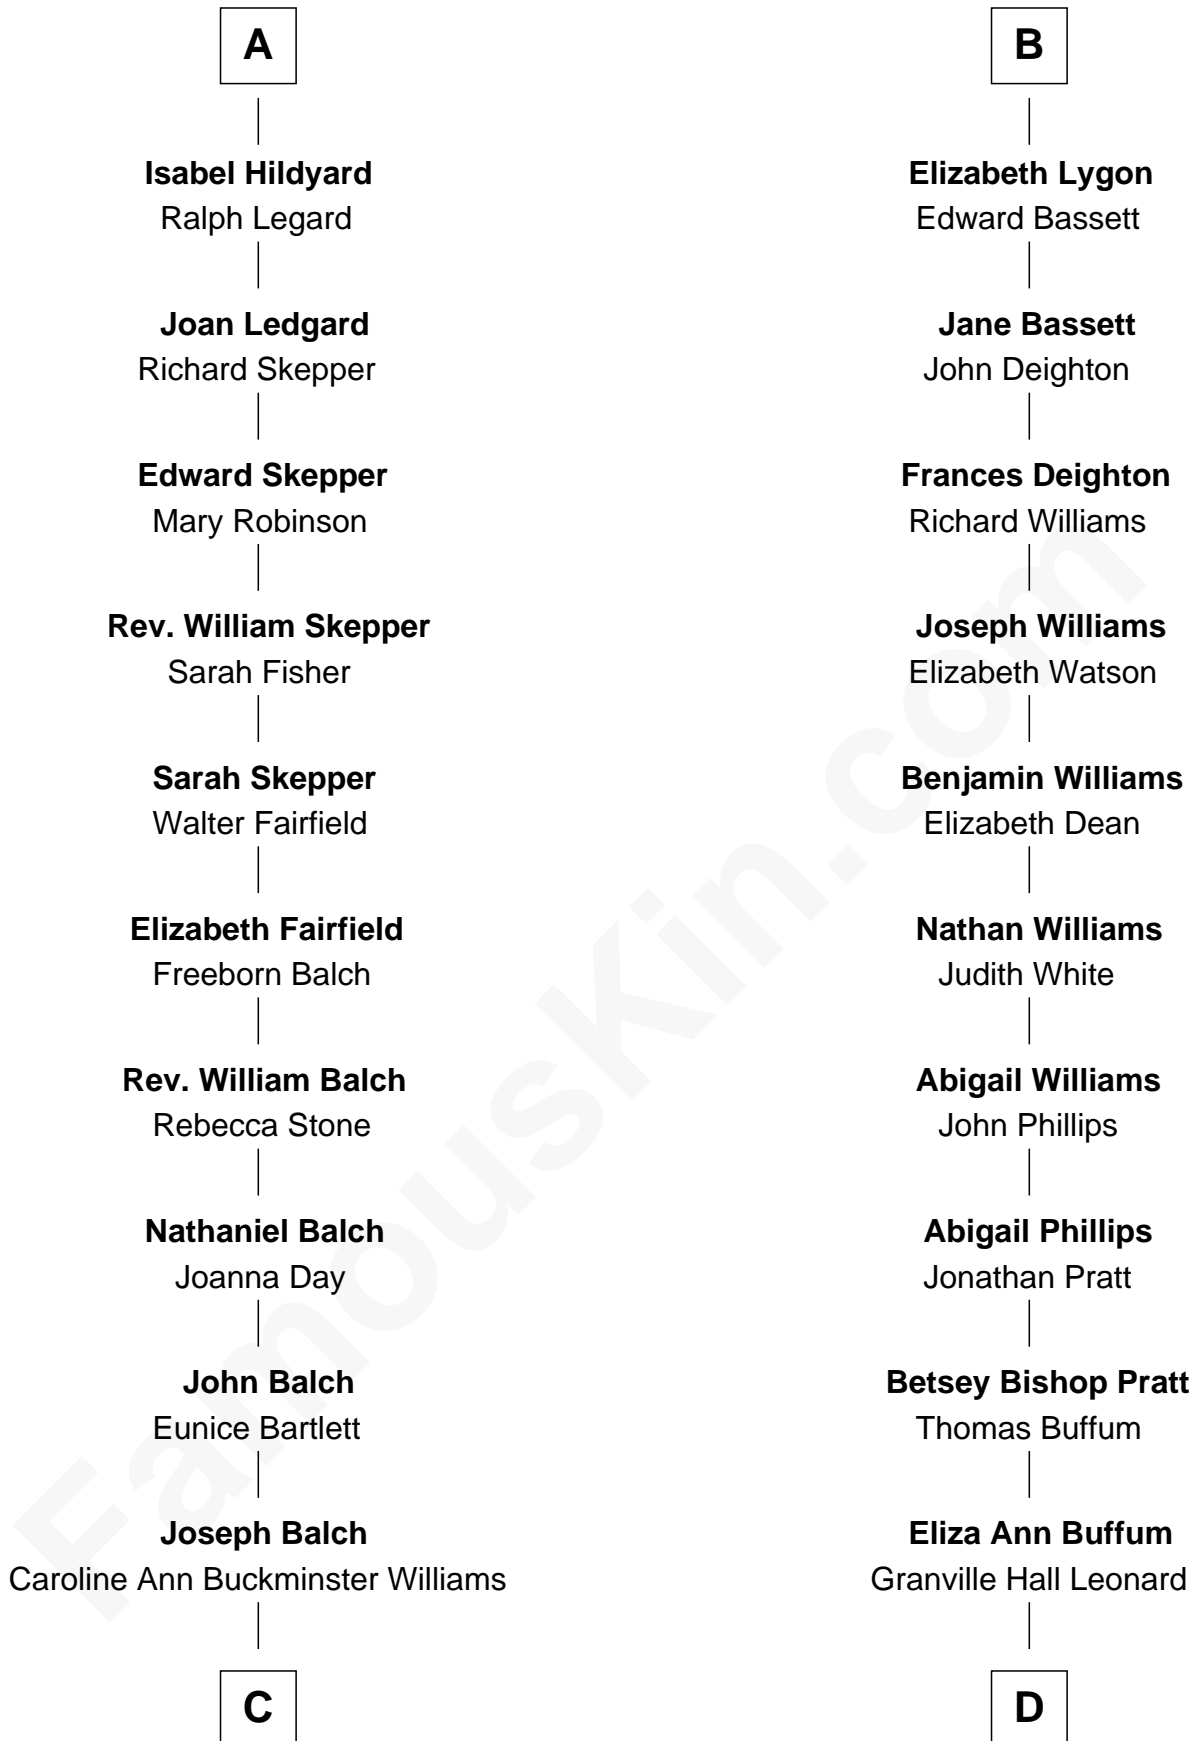 A
Isabel Hildyard
Ralph Legard
Joan Ledgard
Richard Skepper
Edward Skepper
Mary Robinson
Rev. William Skepper
Sarah Fisher
Sarah Skepper
Walter Fairfield
Elizabeth Fairfield
Freeborn Balch
Rev. William Balch
Rebecca Stone
Nathaniel Balch
Joanna Day
John Balch
Eunice Bartlett
Joseph Balch
Caroline Ann Buckminster Williams
C
B
Elizabeth Lygon
Edward Bassett
Jane Bassett
John Deighton
Frances Deighton
Richard Williams
Joseph Williams
Elizabeth Watson
Benjamin Williams
Elizabeth Dean
Nathan Williams
Judith White
Abigail Williams
John Phillips
Abigail Phillips
Jonathan Pratt
Betsey Bishop Pratt
Thomas Buffum
Eliza Ann Buffum
Granville Hall Leonard
D
FamousKin.com